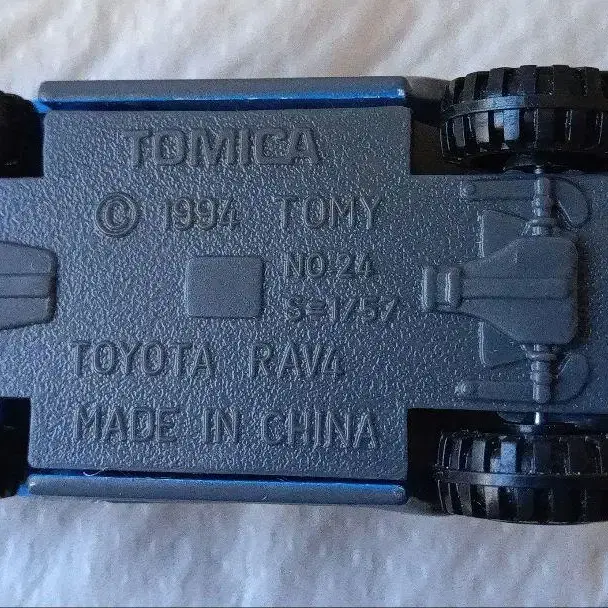 TOMICA
© 1994 TOMY
NO.24
S=1/57
TOYOTA RAV4
MADE IN CHINA